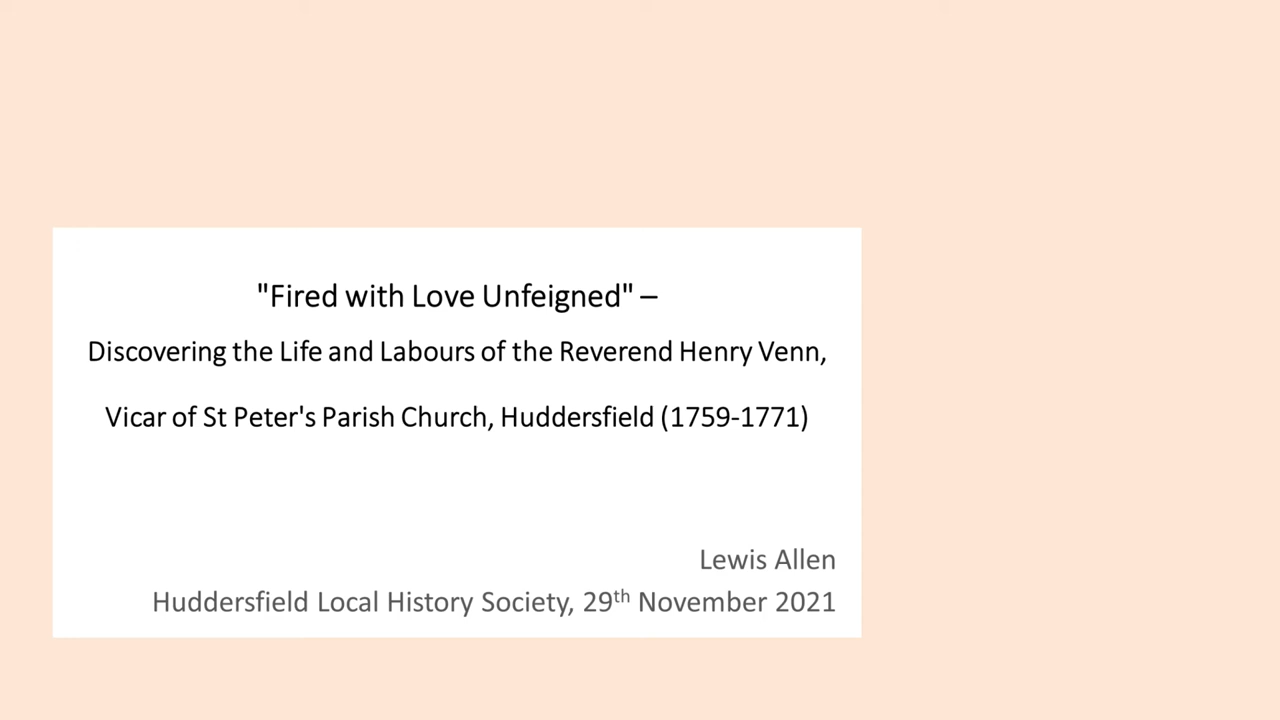 "Fired with Love Unfeigned" –
Discovering the Life and Labours of the Reverend Henry Venn,
Vicar of St Peter's Parish Church, Huddersfield (1759-1771)
Lewis Allen
Huddersfield Local History Society, 29th November 2021